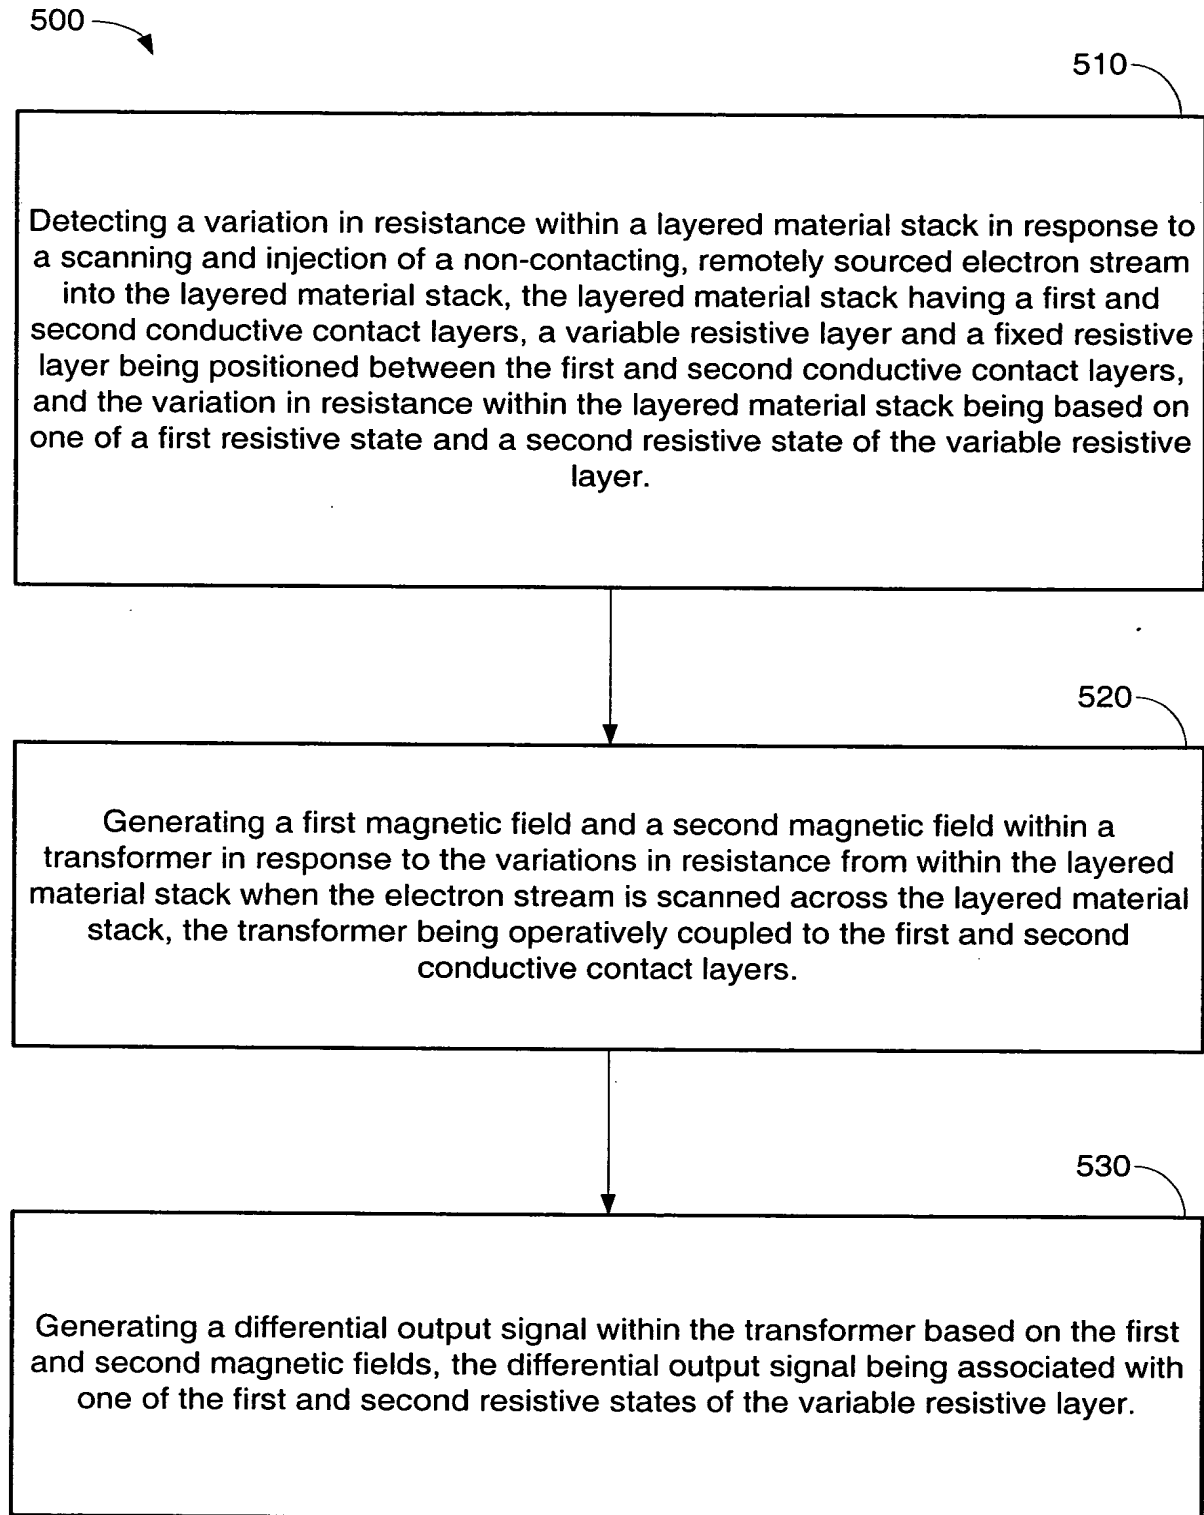 500
510
Detecting a variation in resistance within a layered material stack in response to
a scanning and injection of a non-contacting, remotely sourced electron stream
into the layered material stack, the layered material stack having a first and
second conductive contact layers, a variable resistive layer and a fixed resistive
layer being positioned between the first and second conductive contact layers,
and the variation in resistance within the layered material stack being based on
one of a first resistive state and a second resistive state of the variable resistive
layer.
520
Generating a first magnetic field and a second magnetic field within a
transformer in response to the variations in resistance from within the layered
material stack when the electron stream is scanned across the layered material
stack, the transformer being operatively coupled to the first and second
conductive contact layers.
530
Generating a differential output signal within the transformer based on the first
and second magnetic fields, the differential output signal being associated with
one of the first and second resistive states of the variable resistive layer.